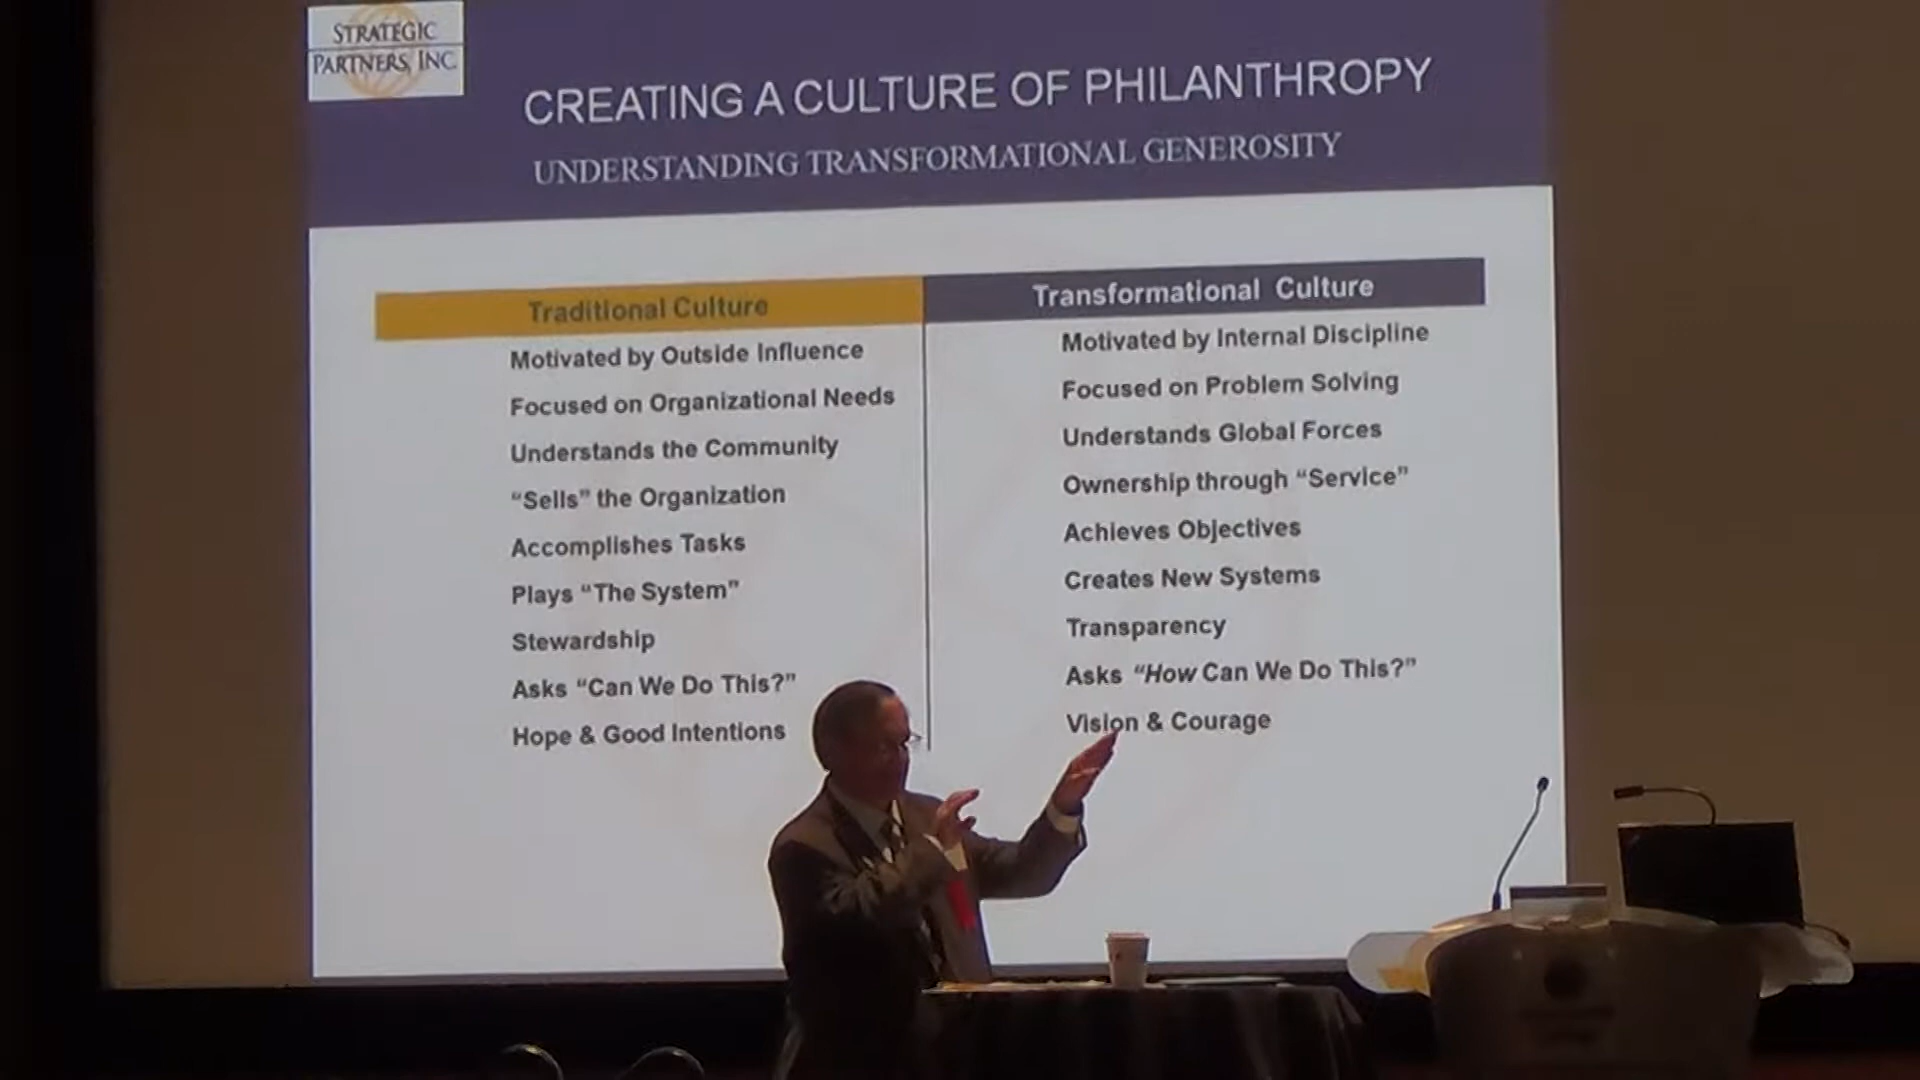 STRATEGIC
PARTNERS, INC.
CREATING A CULTURE OF PHILANTHROPY
UNDERSTANDING TRANSFORMATIONAL GENEROSITY
Traditional Culture
Motivated by Outside Influence
Focused on Organizational Needs
Understands the Community
“Sells” the Organization
Accomplishes Tasks
Plays “The System”
Stewardship
Asks “Can We Do This?”
Hope & Good Intentions
Transformational Culture
Motivated by Internal Discipline
Focused on Problem Solving
Understands Global Forces
Ownership through “Service”
Achieves Objectives
Creates New Systems
Transparency
Asks “How Can We Do This?”
Vision & Courage